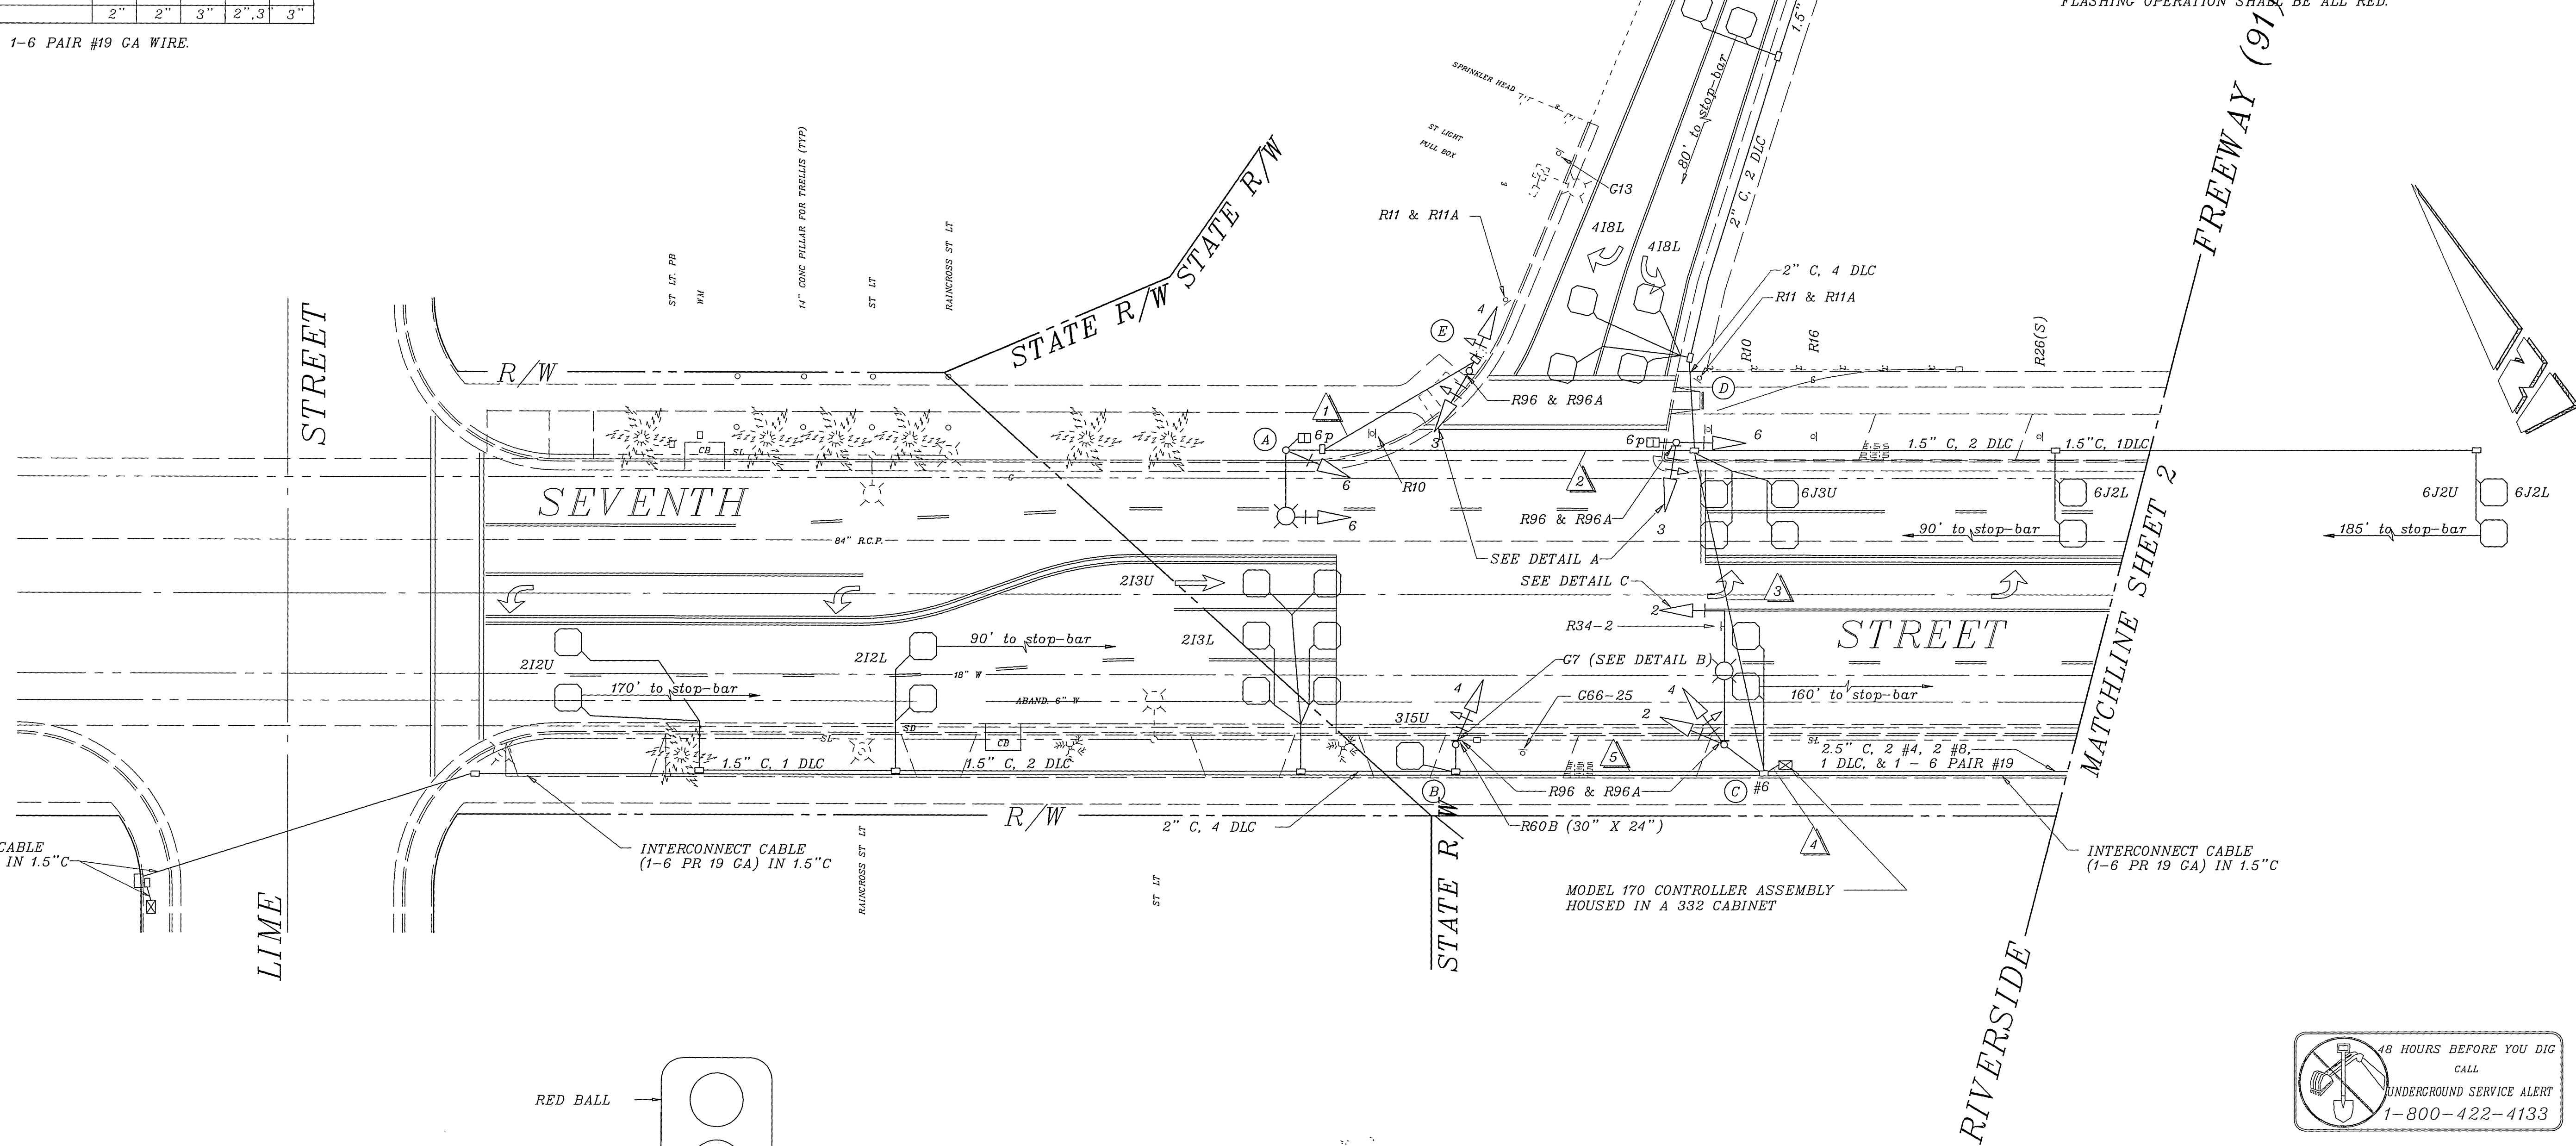 2" 2" 3" 2",3" 3"
1-6 PAIR #19 GA WIRE.
FLASHING OPERATION SHALL BE ALL RED.
1.5"
FREEWAY (91)
SPRINKLER HEAD
ST LIGHT
PULL BOX
80' to stop-bar
2" C, 2 DLC
G13
R11 & R11A
4I8L
4I8L
2" C, 4 DLC
R11 & R11A
R10
R16
R26(S)
ST LT. PB
WM
14" CONC PILLAR FOR TRELLIS (TYP)
ST LT
RAINCROSS ST LT
STATE R/W
STATE R/W
STREET
R/W
E
4
D
R96 & R96A
1
A
6p
3
6
R10
2
6p
6
1.5" C, 2 DLC
1.5"C, 1DLC
CB
SL
G
SEVENTH
84" R.C.P.
6
R96 & R96A
3
6J3U
6J2L
6J2U
6J2L
90' to stop-bar
185' to stop-bar
SEE DETAIL A
SEE DETAIL C
2I3U
2
3
R34-2
STREET
MATCHLINE SHEET 2
2I2U
2I2L
90' to stop-bar
2I3L
18" W
170' to stop-bar
ABAND. 6" W
G7 (SEE DETAIL B)
G66-25
4
4
160' to stop-bar
3I5U
2
SL
SD
CB
5
SL
2.5" C, 2 #4, 2 #8,
1 DLC, & 1 - 6 PAIR #19
1.5" C, 1 DLC
1.5" C, 2 DLC
B
R96 & R96A
C
#6
R/W
2" C, 4 DLC
R60B (30" X 24")
4
CABLE
IN 1.5"C
INTERCONNECT CABLE
(1-6 PR 19 GA) IN 1.5"C
RAINCROSS ST LT
ST LT
STATE R/W
INTERCONNECT CABLE
(1-6 PR 19 GA) IN 1.5"C
MODEL 170 CONTROLLER ASSEMBLY
HOUSED IN A 332 CABINET
LIME
RIVERSIDE
RED BALL
48 HOURS BEFORE YOU DIG
CALL
UNDERGROUND SERVICE ALERT
1-800-422-4133